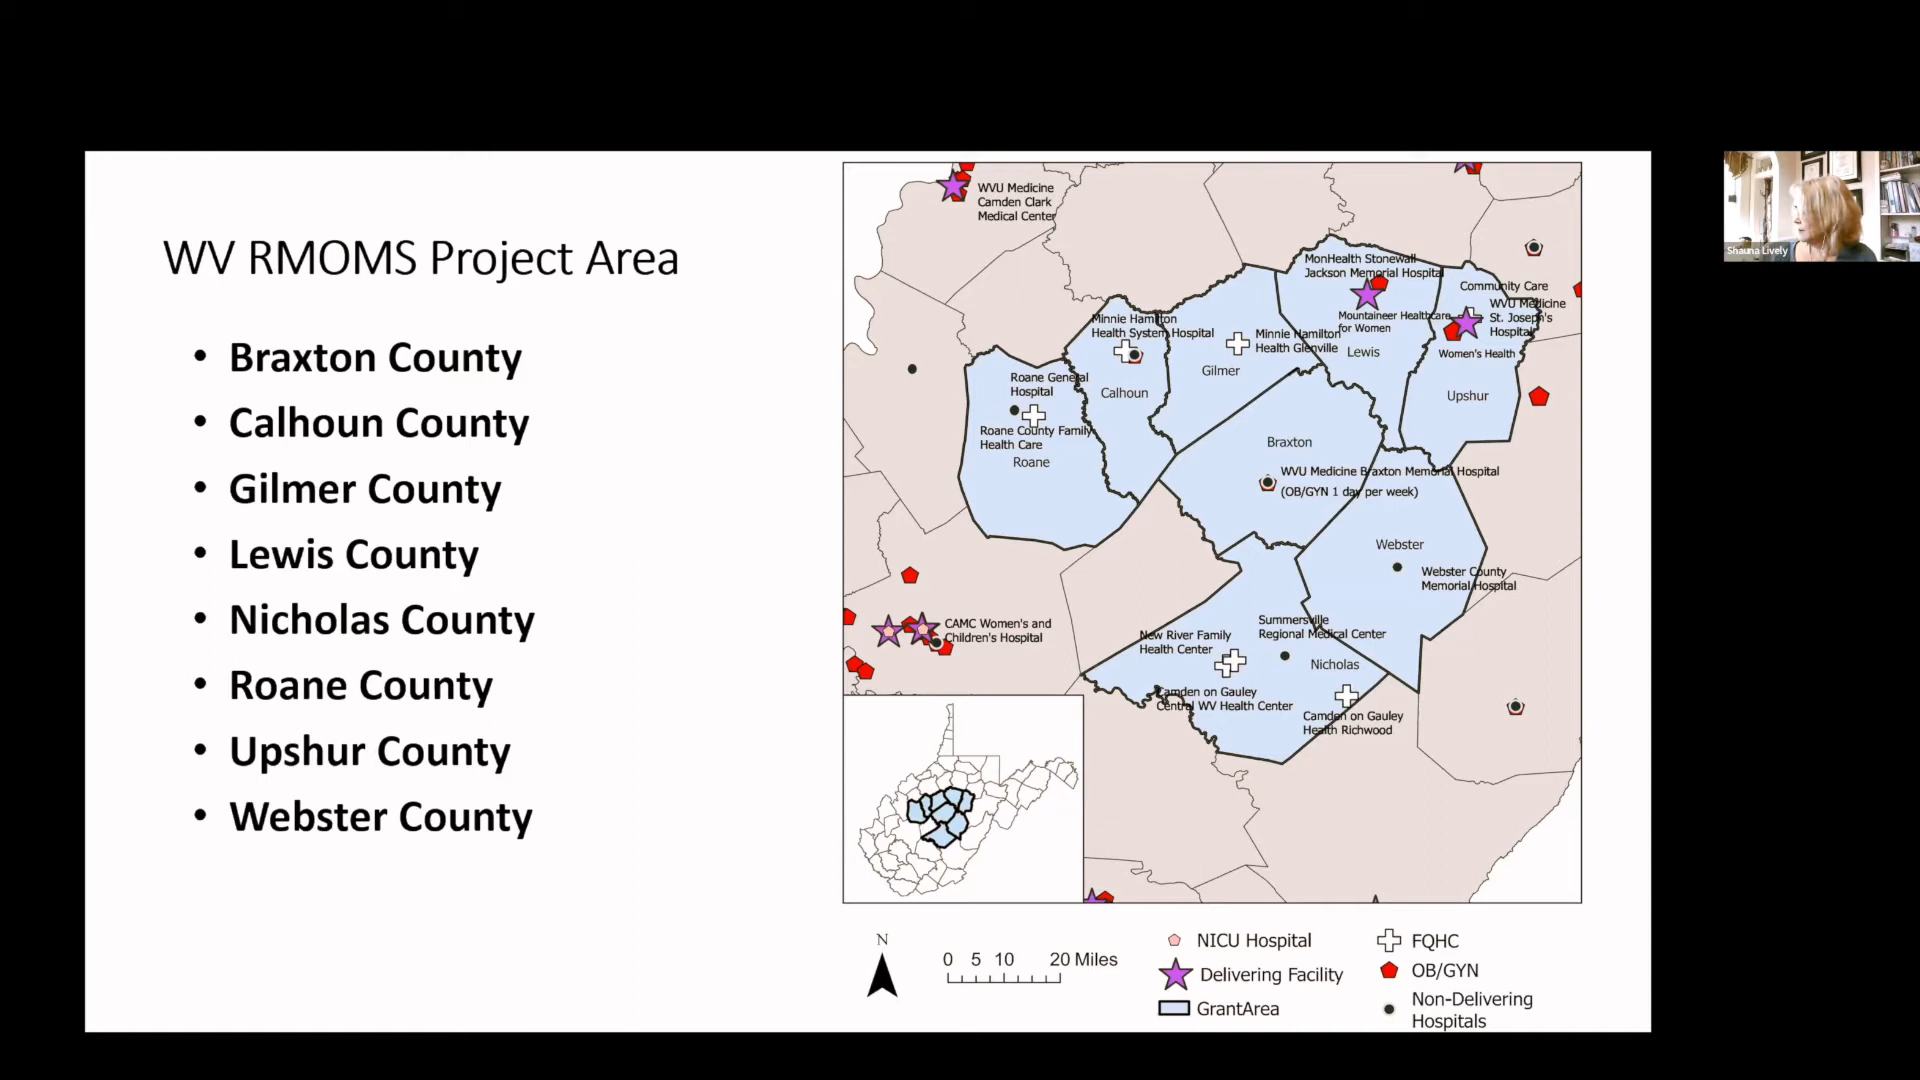 WV RMOMS Project Area
• Braxton County
• Calhoun County
• Gilmer County
• Lewis County
• Nicholas County
• Roane County
• Upshur County
• Webster County
WVU Medicine
Camden Clark
Medical Center
MonHealth Stonewall
Jackson Memorial Hospital
Community Care
WVU Medicine
St. Joseph's
Hospital
Mountaineer Healthcare
for Women
Women's Health
Lewis
Upshur
Minnie Hamilton
Health System Hospital
Minnie Hamilton
Health Glenville
Gilmer
Calhoun
Roane General
Hospital
Roane County Family
Health Care
Roane
Braxton
WVU Medicine Braxton Memorial Hospital
(OB/GYN 1 day per week)
Webster
Webster County
Memorial Hospital
CAMC Women's and
Children's Hospital
Summersville
Regional Medical Center
New River Family
Health Center
Nicholas
Camden on Gauley
Central WV Health Center
Camden on Gauley
Health Richwood
N
0 5 10 20 Miles
NICU Hospital
Delivering Facility
GrantArea
FQHC
OB/GYN
Non-Delivering
Hospitals
Shauna Lively